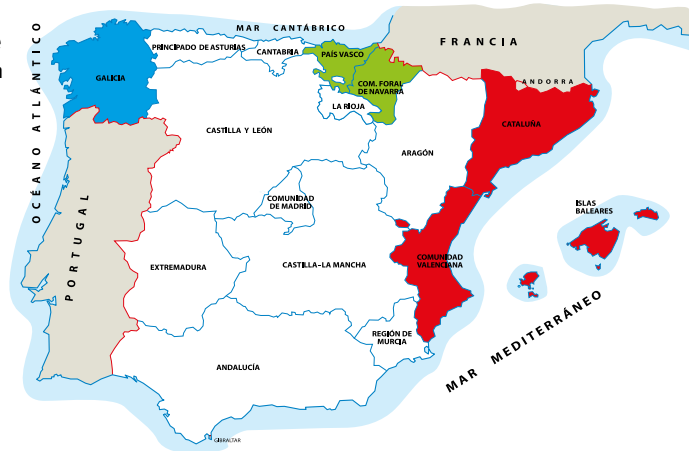 MAR CANTÁBRICO
FRANCIA
OCÉANO ATLÁNTICO
PRINCIPADO DE ASTURIAS
CANTABRIA
PAÍS VASCO
GALICIA
COM. FORAL
DE NAVARRA
ANDORRA
LA RIOJA
CATALUÑA
CASTILLA Y LEÓN
ARAGÓN
COMUNIDAD
DE MADRID
ISLAS
BALEARES
PORTUGAL
EXTREMADURA
CASTILLA-LA MANCHA
COMUNIDAD
VALENCIANA
REGIÓN DE
MURCIA
MAR MEDITERRÁNEO
ANDALUCÍA
GIBRALTAR